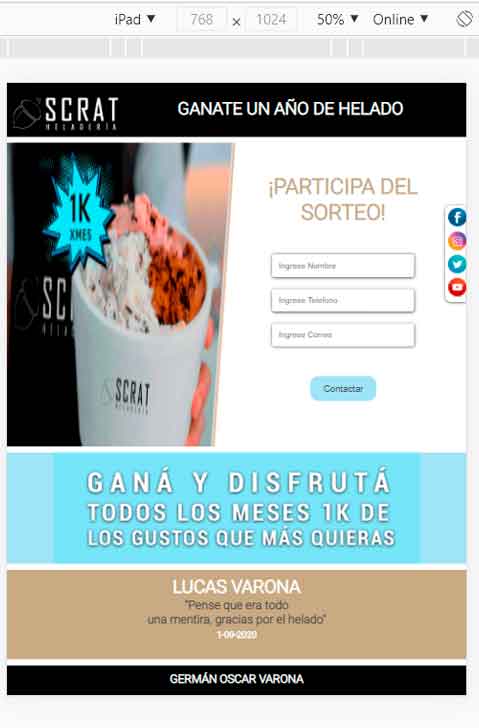 iPad ▼ 768 × 1024 50% ▼ Online ▼
SCRAT
HELADERÍA
GANATE UN AÑO DE HELADO
1K
XMES
SCRAT
SCRAT
HELADERÍA
¡PARTICIPA DEL
SORTEO!
Ingrese Nombre
Ingrese Telefono
Ingrese Correo
Contactar
GANÁ Y DISFRUTÁ
TODOS LOS MESES 1K DE
LOS GUSTOS QUE MÁS QUIERAS
LUCAS VARONA
"Pense que era todo
una mentira, gracias por el helado"
1-09-2020
GERMÁN OSCAR VARONA